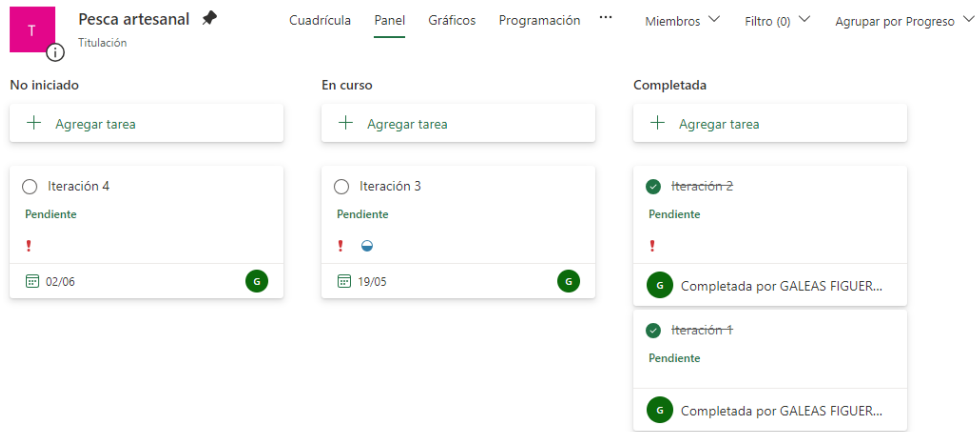 T
Pesca artesanal
Titulación
Cuadrícula Panel Gráficos Programación ... Miembros Filtro (0) Agrupar por Progreso
No iniciado
Agregar tarea
Iteración 4
Pendiente
02/06 G
En curso
Agregar tarea
Iteración 3
Pendiente
19/05 G
Completada
Agregar tarea
Iteración 2
Pendiente
G Completada por GALEAS FIGUER...
Iteración 1
Pendiente
G Completada por GALEAS FIGUER...